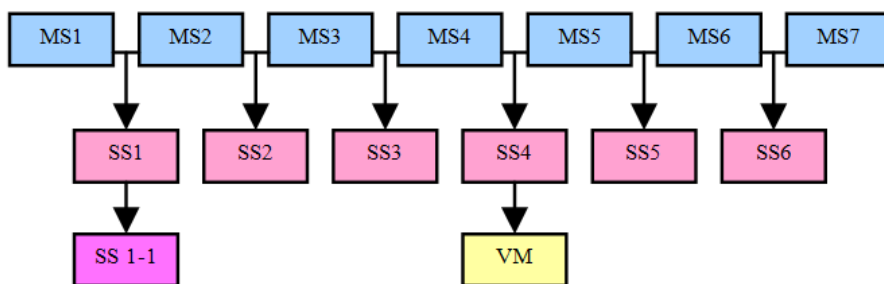 MS1 MS2 MS3 MS4 MS5 MS6 MS7
SS1 SS2 SS3 SS4 SS5 SS6
SS 1-1 VM